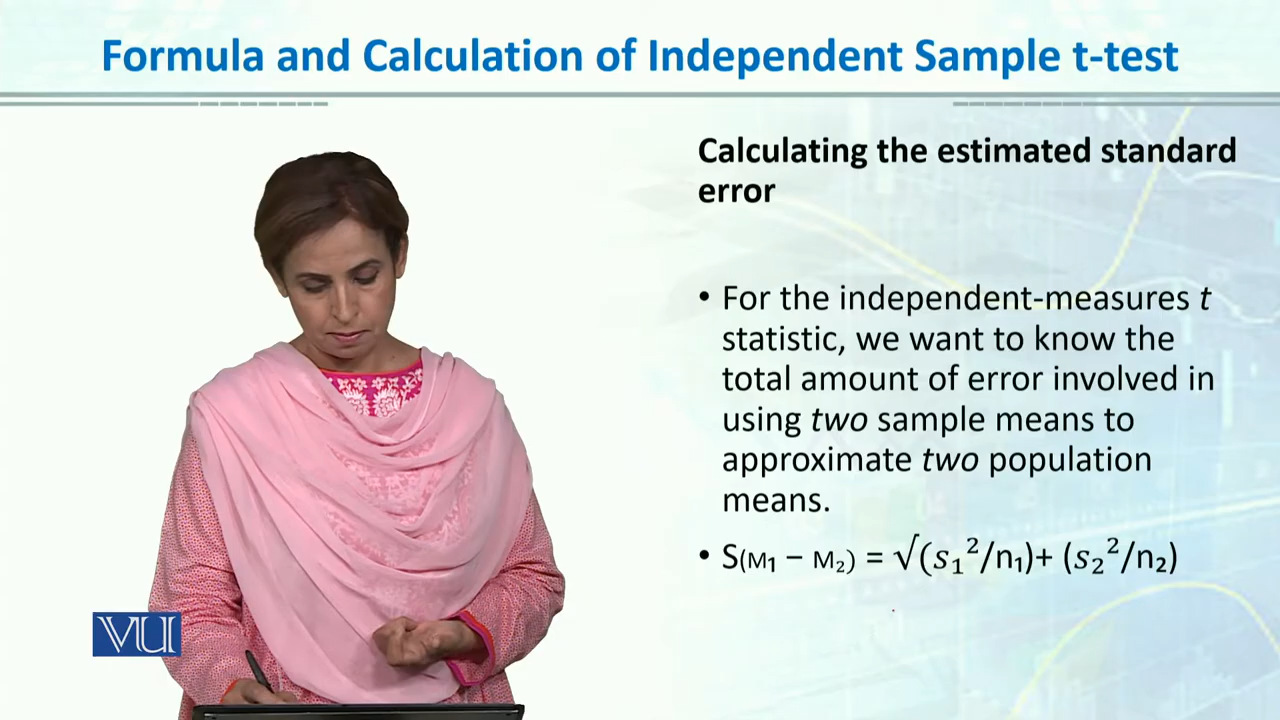 Formula and Calculation of Independent Sample t-test
Calculating the estimated standard
error
• For the independent-measures t
statistic, we want to know the
total amount of error involved in
using two sample means to
approximate two population
means.
• S(M₁ − M₂) = √(s₁²/n₁)+ (s₂²/n₂)
VU